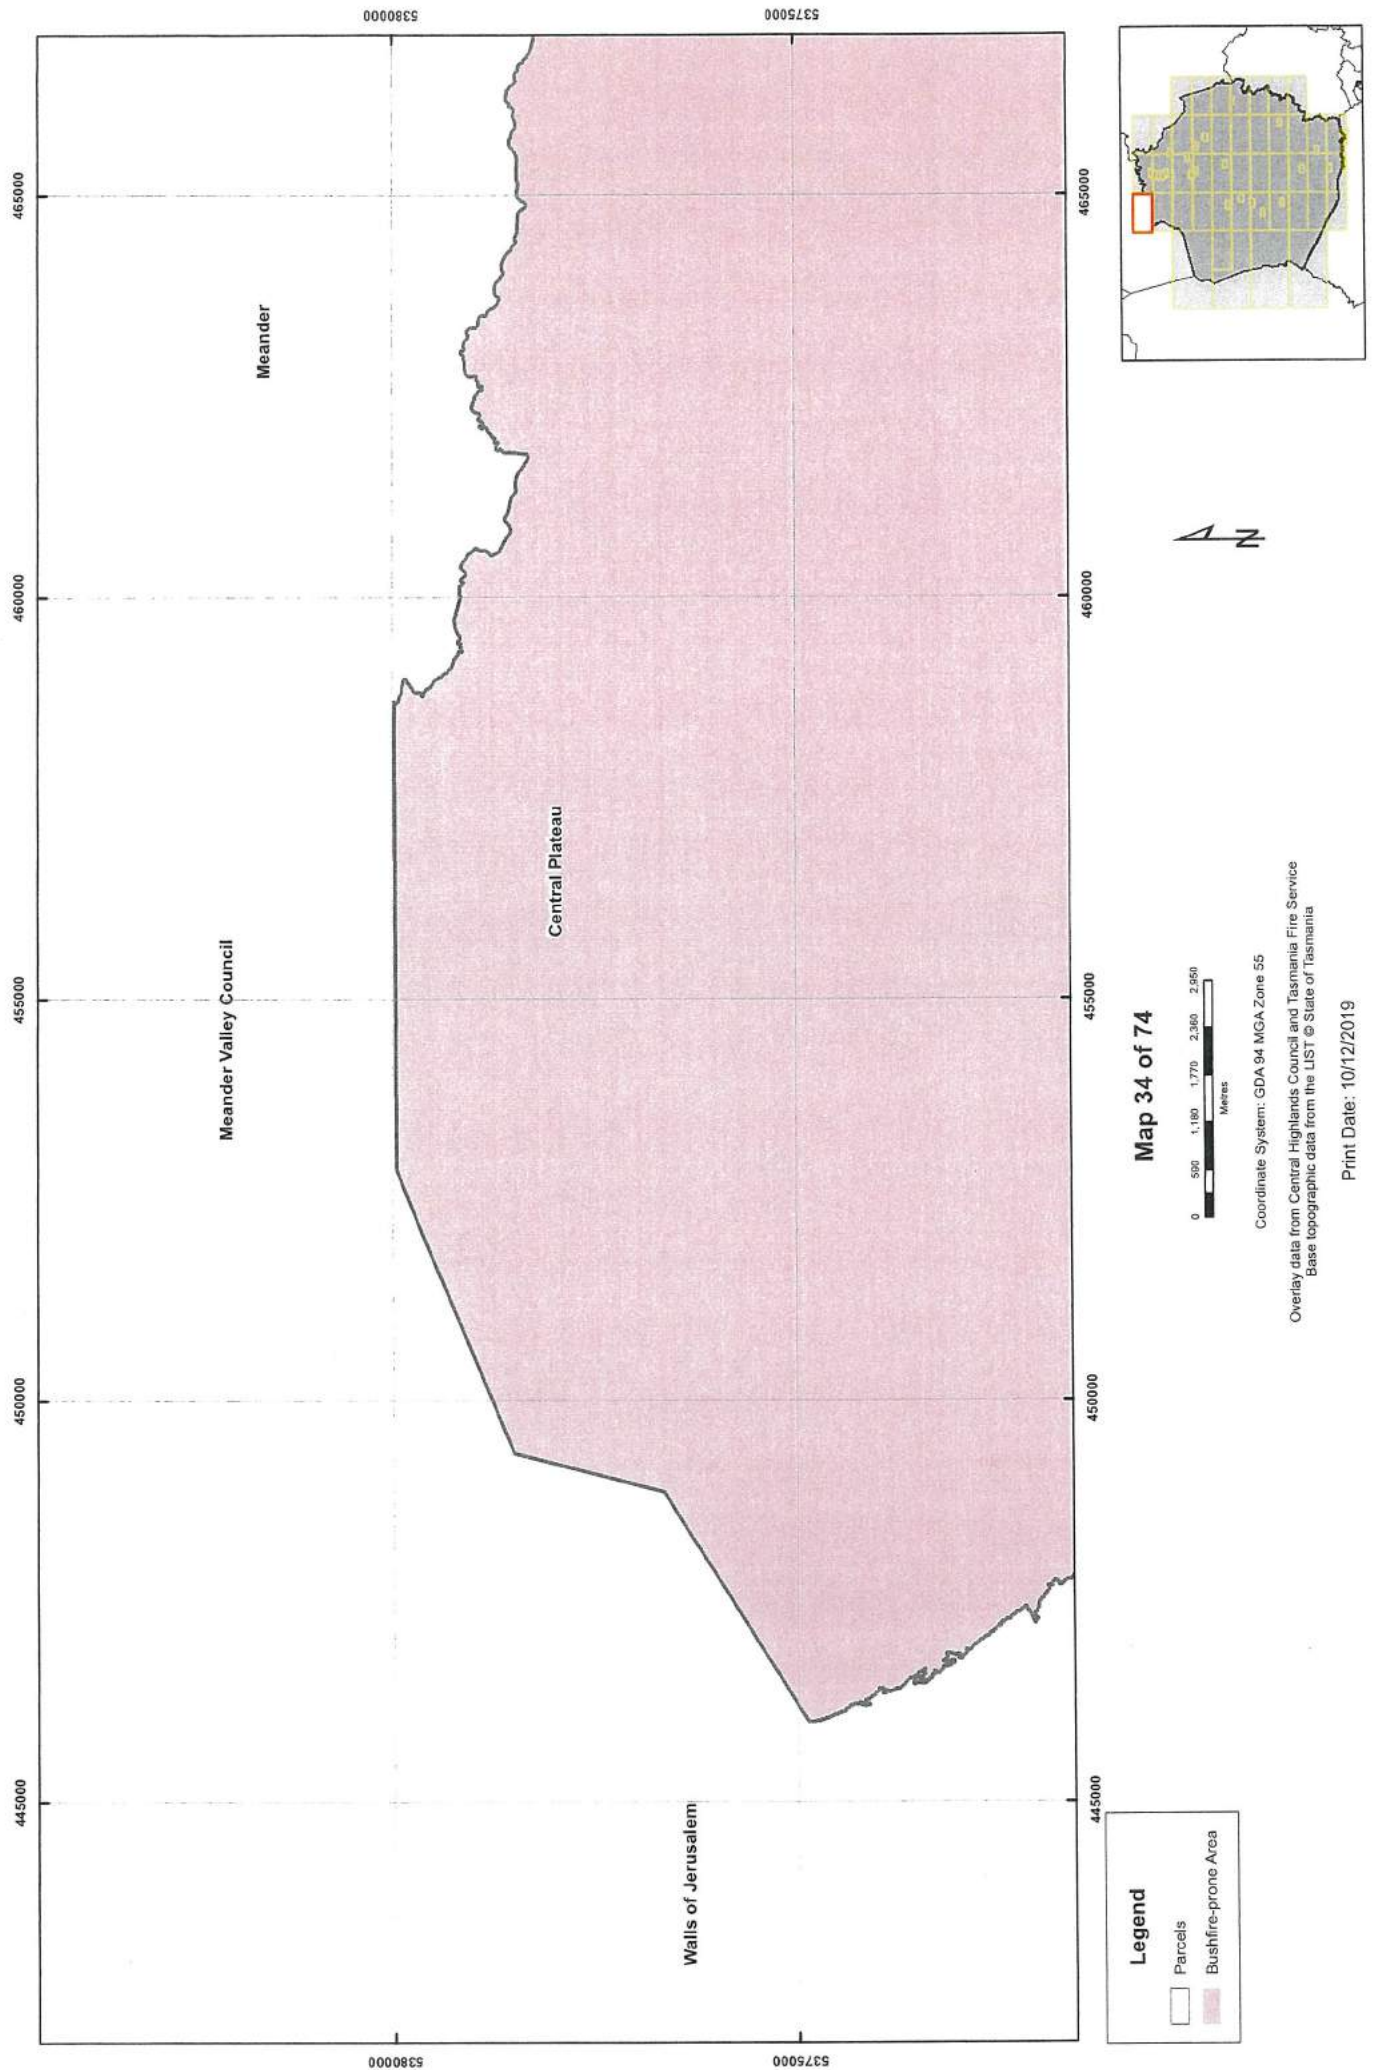 445000
450000
455000
460000
465000
5380000
5380000
Meander Valley Council
Meander
Central Plateau
Walls of Jerusalem
5375000
5375000
445000
450000
455000
460000
465000
Legend
Parcels
Bushfire-prone Area
Map 34 of 74
0 590 1,180 1,770 2,360 2,950
Metres
Coordinate System: GDA 94 MGA Zone 55
Overlay data from Central Highlands Council and Tasmania Fire Service
Base topographic data from the LIST © State of Tasmania
Print Date: 10/12/2019
N